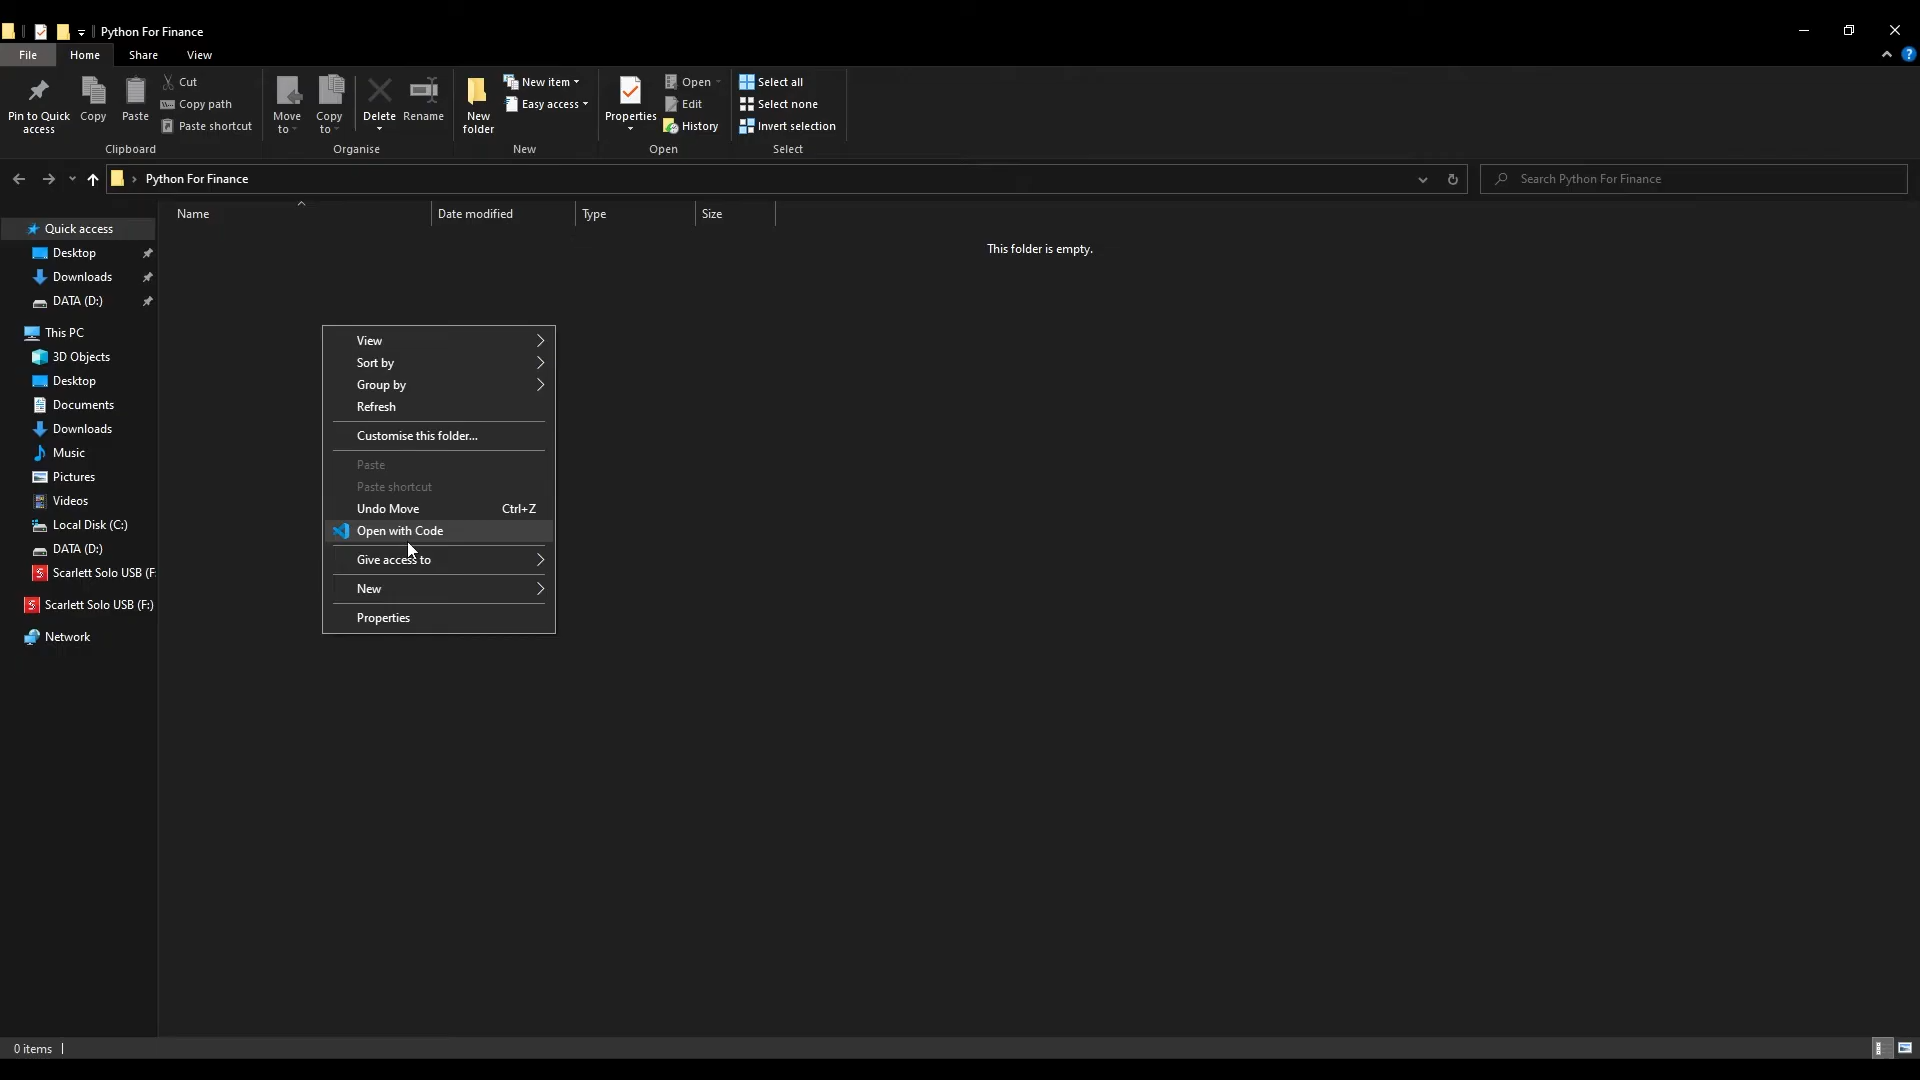 Python For Finance
File Home Share View
Pin to Quick access
Copy
Paste
Cut
Copy path
Paste shortcut
Clipboard
Move to
Copy to
Delete
Rename
Organise
New folder
New item
Easy access
New
Properties
Open
Edit
History
Open
Select all
Select none
Invert selection
Select
Python For Finance
Search Python For Finance
Name Date modified Type Size
This folder is empty.
Quick access
Desktop
Downloads
DATA (D:)
This PC
3D Objects
Desktop
Documents
Downloads
Music
Pictures
Videos
Local Disk (C:)
DATA (D:)
Scarlett Solo USB (F:
Scarlett Solo USB (F:)
Network
View
Sort by
Group by
Refresh
Customise this folder...
Paste
Paste shortcut
Undo Move Ctrl+Z
Open with Code
Give access to
New
Properties
0 items